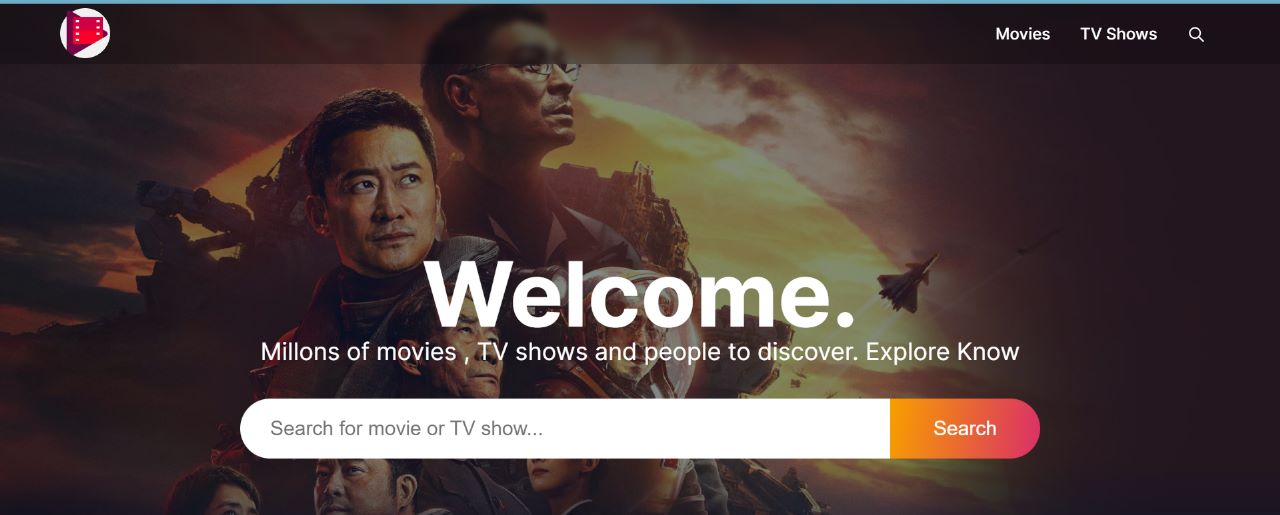 Movies TV Shows
Welcome.
Millons of movies , TV shows and people to discover. Explore Know
Search for movie or TV show... Search